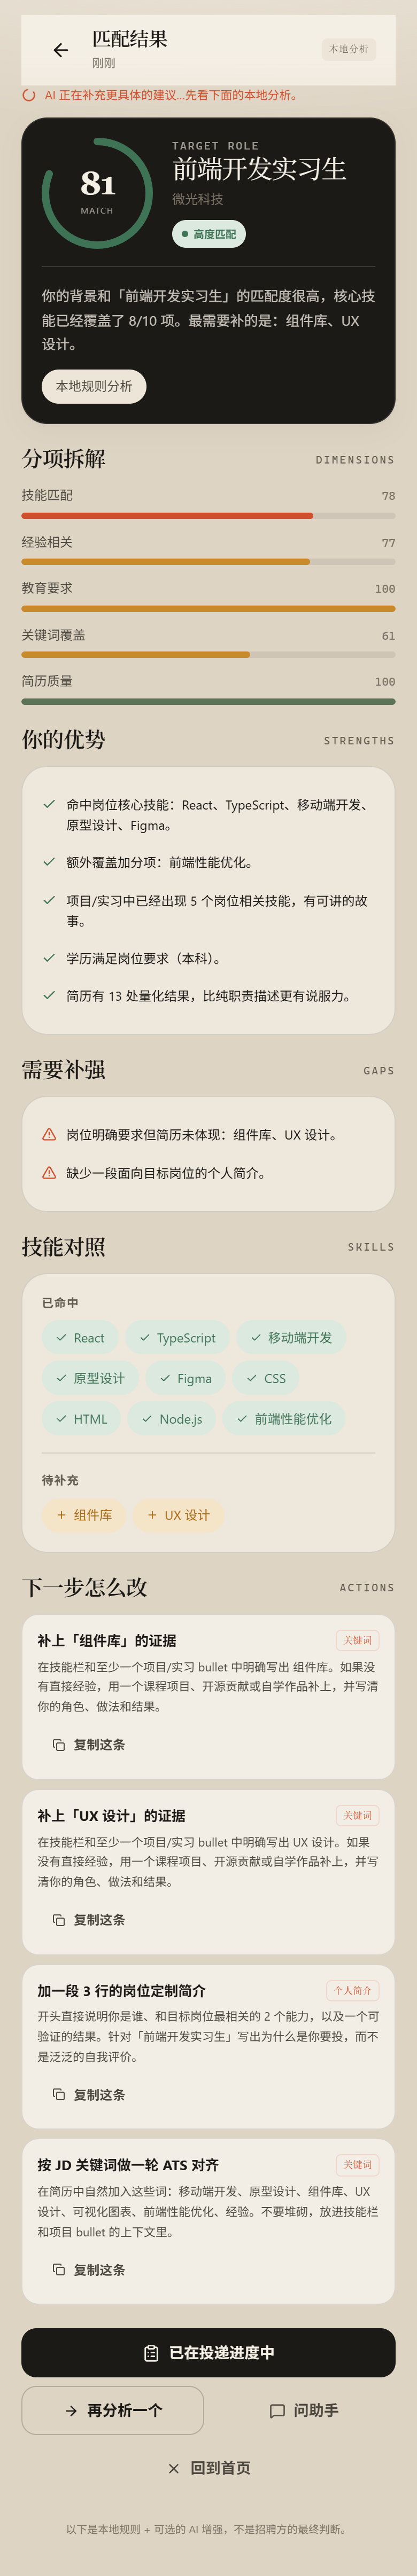 匹配结果
刚刚
本地分析
AI 正在补充更具体的建议...先看下面的本地分析。
81
MATCH
TARGET ROLE
前端开发实习生
微光科技
高度匹配
你的背景和「前端开发实习生」的匹配度很高，核心技
能已经覆盖了 8/10 项。最需要补的是：组件库、UX
设计。
本地规则分析
分项拆解
DIMENSIONS
技能匹配 78
经验相关 77
教育要求 100
关键词覆盖 61
简历质量 100
你的优势
STRENGTHS
命中岗位核心技能：React、TypeScript、移动端开发、
原型设计、Figma。
额外覆盖加分项：前端性能优化。
项目/实习中已经出现 5 个岗位相关技能，有可讲的故
事。
学历满足岗位要求（本科）。
简历有 13 处量化结果，比纯职责描述更有说服力。
需要补强
GAPS
岗位明确要求但简历未体现：组件库、UX 设计。
缺少一段面向目标岗位的个人简介。
技能对照
SKILLS
已命中
React TypeScript 移动端开发
原型设计 Figma CSS
HTML Node.js 前端性能优化
待补充
组件库 UX 设计
下一步怎么改
ACTIONS
补上「组件库」的证据
关键词
在技能栏和至少一个项目/实习 bullet 中明确写出 组件库。如果没
有直接经验，用一个课程项目、开源贡献或自学作品补上，并写清
你的角色、做法和结果。
复制这条
补上「UX 设计」的证据
关键词
在技能栏和至少一个项目/实习 bullet 中明确写出 UX 设计。如果
没有直接经验，用一个课程项目、开源贡献或自学作品补上，并写
清你的角色、做法和结果。
复制这条
加一段 3 行的岗位定制简介
个人简介
开头直接说明你是谁、和目标岗位最相关的 2 个能力，以及一个可
验证的结果。针对「前端开发实习生」写出为什么是你要投，而不
是泛泛的自我评价。
复制这条
按 JD 关键词做一轮 ATS 对齐
关键词
在简历中自然加入这些词：移动端开发、原型设计、组件库、UX
设计、可视化图表、前端性能优化、经验。不要堆砌，放进技能栏
和项目 bullet 的上下文里。
复制这条
已在投递进度中
再分析一个
问助手
回到首页
以下是本地规则 + 可选的 AI 增强，不是招聘方的最终判断。